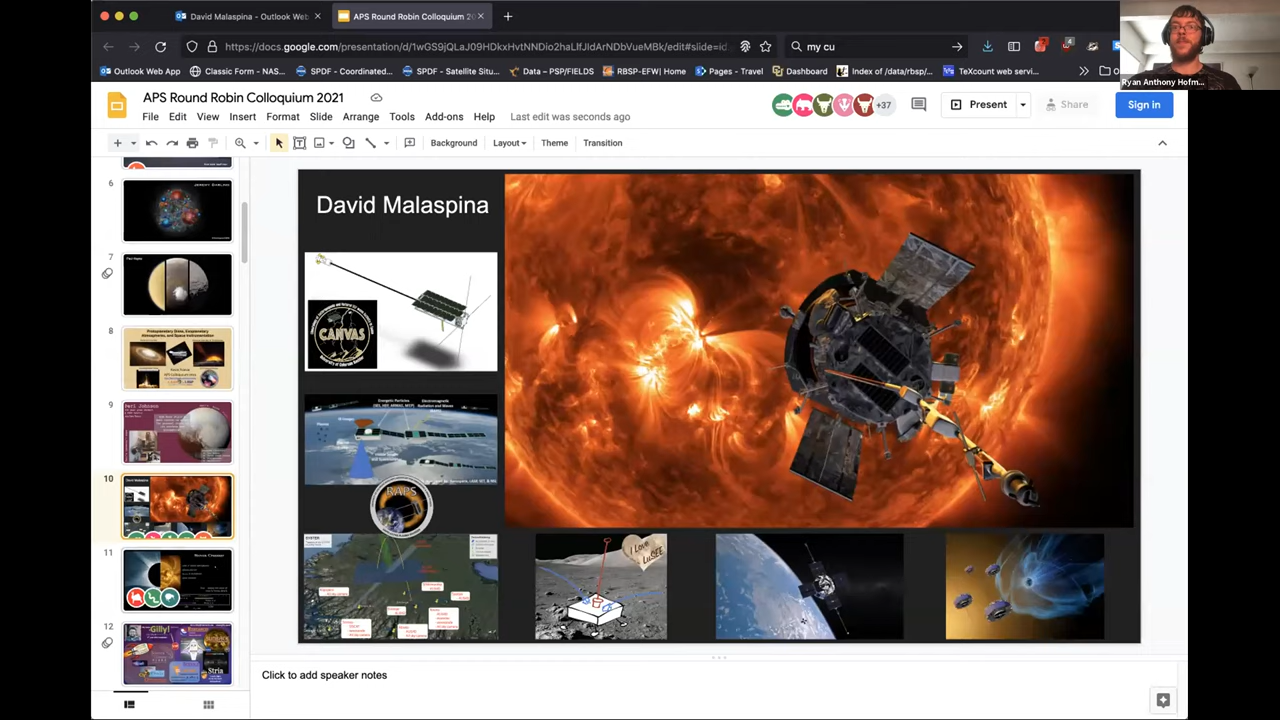 David Malaspina - Outlook Web
APS Round Robin Colloquium 20
https://docs.google.com/presentation/d/1wGS9jQLaJ09HDkxHvtNNDio2haLIfJIdArNDbVueMBk/edit#slide=id.
my cu
4
Outlook Web App
Classic Form - NAS...
SPDF - Coordinated...
SPDF - Satellite Situ...
Data – PSP/FIELDS
RBSP-EFW| Home
Pages - Travel
Dashboard
Index of /data/rbsp/...
TeXcount web servi...
Ryan Anthony Hofm...
APS Round Robin Colloquium 2021
File Edit View Insert Format Slide Arrange Tools Add-ons Help Last edit was seconds ago
+37
Present
Share
Sign in
Background
Layout
Theme
Transition
6
7
8
9
10
11
12
David Malaspina
CANVAS
Energetic Particles
Electromagnetic
Radiation and Waves
RAPS
I Love
LuSEE
Click to add speaker notes